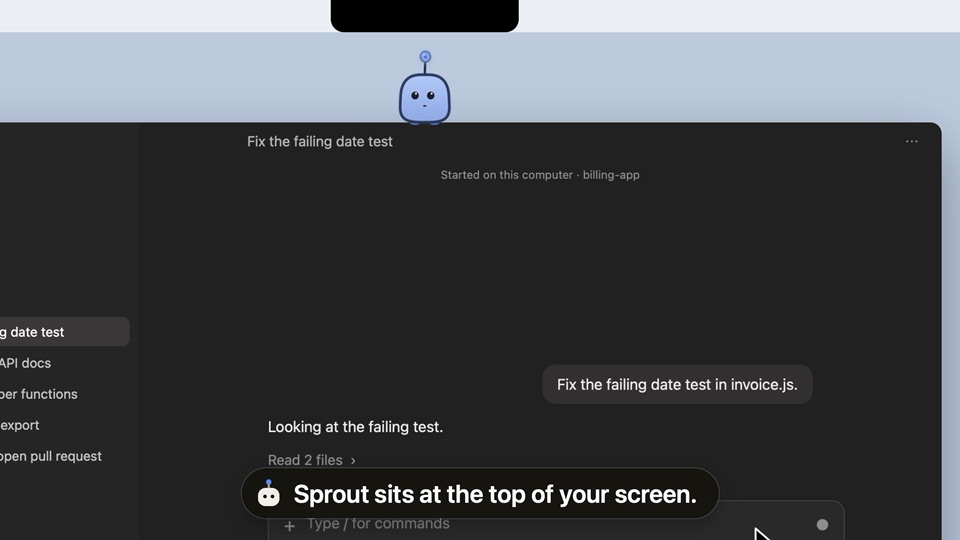 Fix the failing date test
···
Started on this computer · billing-app
g date test
API docs
per functions
export
open pull request
Fix the failing date test in invoice.js.
Looking at the failing test.
Read 2 files ›
Sprout sits at the top of your screen.
+ Type / for commands